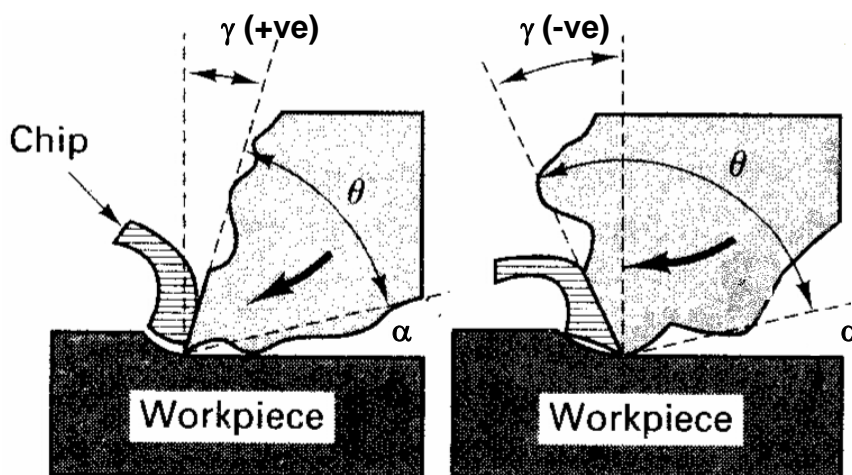 γ (+ve)
γ (-ve)
Chip
θ
θ
α
α
Workpiece
Workpiece